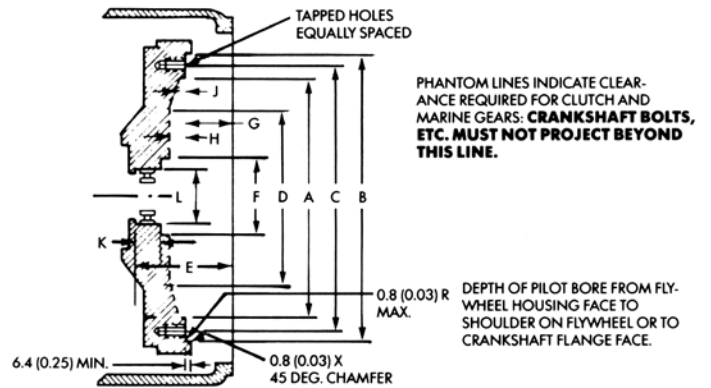 TAPPED HOLES
EQUALLY SPACED
PHANTOM LINES INDICATE CLEAR-
ANCE REQUIRED FOR CLUTCH AND
MARINE GEARS: CRANKSHAFT BOLTS,
ETC. MUST NOT PROJECT BEYOND
THIS LINE.
J
G
H
L
F
D
A
C
B
K
E
0.8 (0.03) R
MAX.
DEPTH OF PILOT BORE FROM FLY-
WHEEL HOUSING FACE TO
SHOULDER ON FLYWHEEL OR TO
CRANKSHAFT FLANGE FACE.
6.4 (0.25) MIN.
0.8 (0.03) X
45 DEG. CHAMFER